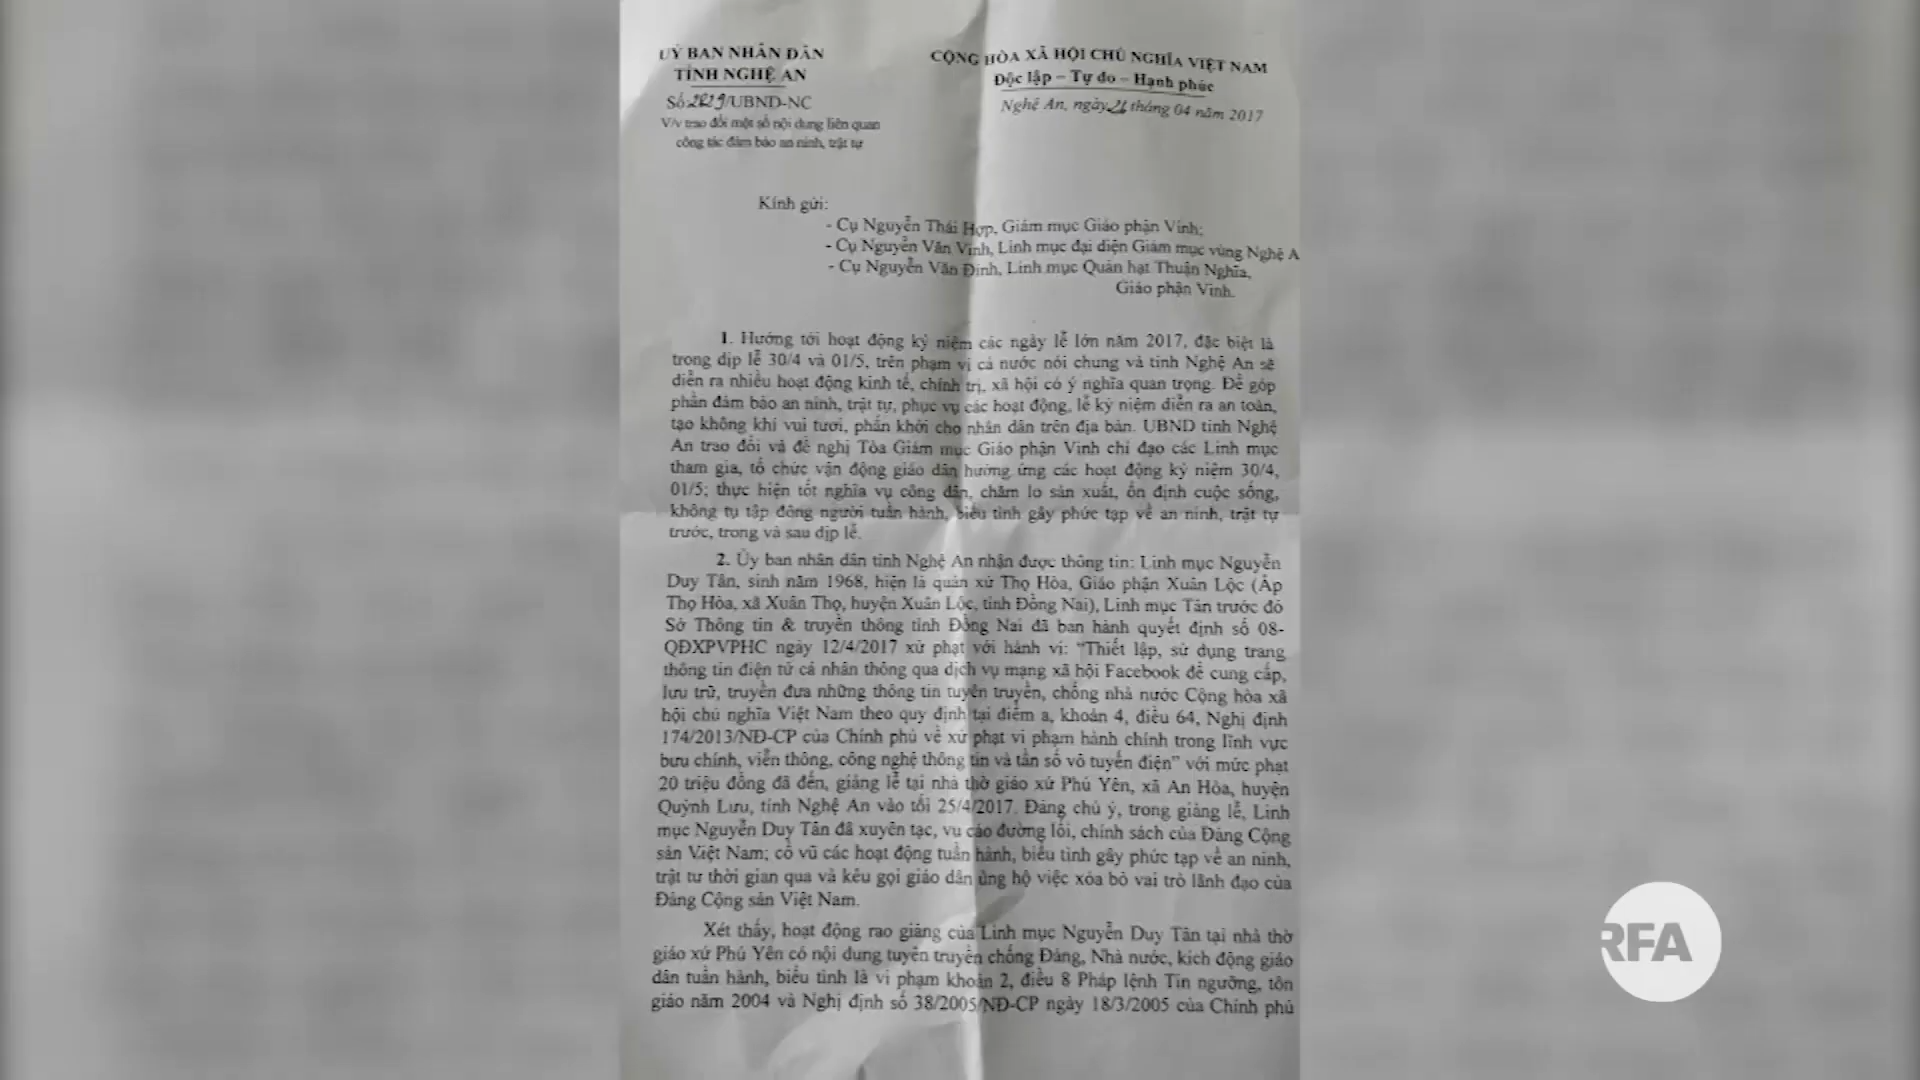 UỶ BAN NHÂN DÂN
TỈNH NGHỆ AN
Số: /UBND-NC
V/v trao đổi một số nội dung liên quan
công tác đảm bảo an ninh, trật tự
CỘNG HÒA XÃ HỘI CHỦ NGHĨA VIỆT NAM
Độc lập – Tự do – Hạnh phúc
Nghệ An, ngày tháng 04 năm 2017
Kính gửi:
- Cụ Nguyễn Thái Hợp, Giám mục Giáo phận Vinh;
- Cụ Nguyễn Văn Vinh, Linh mục đại diện Giám mục vùng Nghệ A
- Cụ Nguyễn Văn Đính, Linh mục Quản hạt Thuận Nghĩa,
Giáo phận Vinh.
1. Hướng tới hoạt động kỷ niệm các ngày lễ lớn năm 2017, đặc biệt là
trong dịp lễ 30/4 và 01/5, trên phạm vi cả nước nói chung và tỉnh Nghệ An sẽ
diễn ra nhiều hoạt động kinh tế, chính trị, xã hội có ý nghĩa quan trọng. Để góp
phần đảm bảo an ninh, trật tự, phục vụ các hoạt động, lễ kỷ niệm diễn ra an toàn,
tạo không khí vui tươi, phấn khởi cho nhân dân trên địa bàn. UBND tỉnh Nghệ
An trao đổi và đề nghị Tòa Giám mục Giáo phận Vinh chỉ đạo các Linh mục
tham gia, tổ chức vận động giáo dân hưởng ứng các hoạt động kỷ niệm 30/4,
01/5; thực hiện tốt nghĩa vụ công dân, chăm lo sản xuất, ổn định cuộc sống,
không tụ tập đông người tuần hành, biểu tình gây phức tạp về an ninh, trật tự
trước, trong và sau dịp lễ.
2. Ủy ban nhân dân tỉnh Nghệ An nhận được thông tin: Linh mục Nguyễn
Duy Tân, sinh năm 1968, hiện là quản xứ Thọ Hòa, Giáo phận Xuân Lộc (Ấp
Thọ Hòa, xã Xuân Thọ, huyện Xuân Lộc, tỉnh Đồng Nai), Linh mục Tân trước đó
Sở Thông tin & truyền thông tỉnh Đồng Nai đã ban hành quyết định số 08-
QĐXPVPHC ngày 12/4/2017 xử phạt với hành vi: “Thiết lập, sử dụng trang
thông tin điện tử cá nhân thông qua dịch vụ mạng xã hội Facebook để cung cấp,
lưu trữ, truyền đưa những thông tin tuyên truyền, chống nhà nước Cộng hòa xã
hội chủ nghĩa Việt Nam theo quy định tại điểm a, khoản 4, điều 64, Nghị định
174/2013/NĐ-CP của Chính phủ về xử phạt vi phạm hành chính trong lĩnh vực
bưu chính, viễn thông, công nghệ thông tin và tần số vô tuyến điện” với mức phạt
20 triệu đồng đã đến, giảng lễ tại nhà thờ giáo xứ Phú Yên, xã An Hòa, huyện
Quỳnh Lưu, tỉnh Nghệ An vào tối 25/4/2017. Đáng chú ý, trong giảng lễ, Linh
mục Nguyễn Duy Tân đã xuyên tạc, vu cáo đường lối, chính sách của Đảng Cộng
sản Việt Nam; cổ vũ các hoạt động tuần hành, biểu tình gây phức tạp về an ninh,
trật tư thời gian qua và kêu gọi giáo dân ủng hộ việc xóa bỏ vai trò lãnh đạo của
Đảng Cộng sản Việt Nam.
Xét thấy, hoạt động rao giảng của Linh mục Nguyễn Duy Tân tại nhà thờ
giáo xứ Phú Yên có nội dung tuyên truyền chống Đảng, Nhà nước, kích động giáo
dân tuần hành, biểu tình là vi phạm khoản 2, điều 8 Pháp lệnh Tín ngưỡng, tôn
giáo năm 2004 và Nghị định số 38/2005/NĐ-CP ngày 18/3/2005 của Chính phủ
RFA